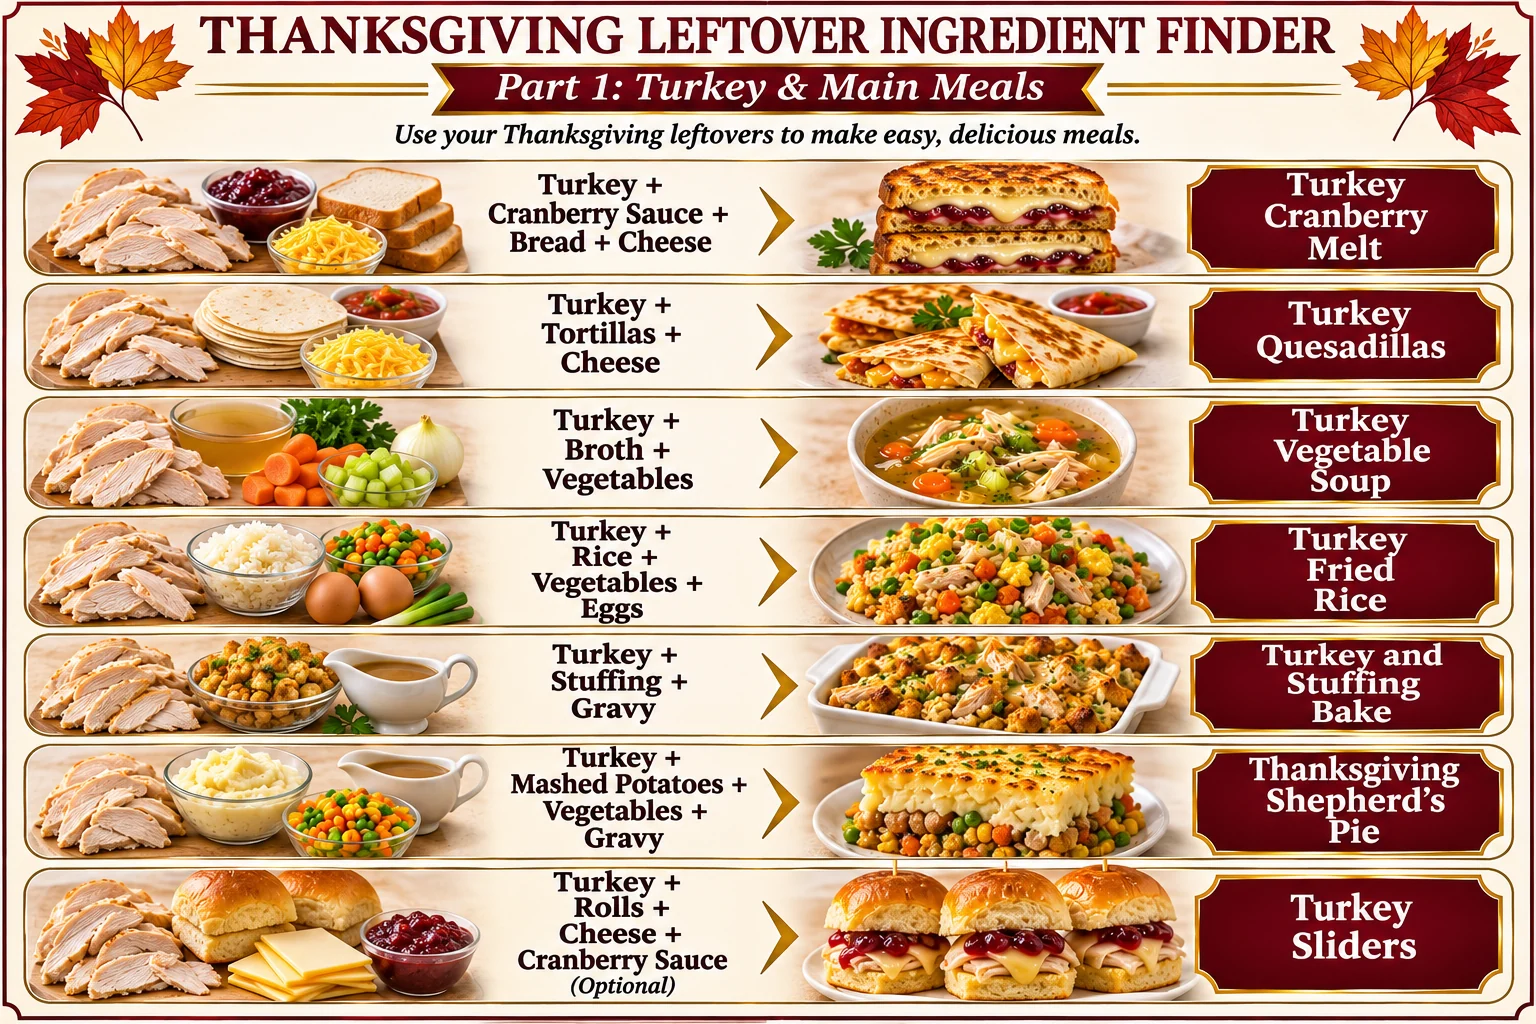 THANKSGIVING LEFTOVER INGREDIENT FINDER
Part 1: Turkey & Main Meals
Use your Thanksgiving leftovers to make easy, delicious meals.
Turkey +
Cranberry Sauce +
Bread + Cheese
Turkey
Cranberry
Melt
Turkey +
Tortillas +
Cheese
Turkey
Quesadillas
Turkey +
Broth +
Vegetables
Turkey
Vegetable
Soup
Turkey +
Rice +
Vegetables +
Eggs
Turkey
Fried
Rice
Turkey +
Stuffing +
Gravy
Turkey and
Stuffing
Bake
Turkey +
Mashed Potatoes +
Vegetables +
Gravy
Thanksgiving
Shepherd's
Pie
Turkey +
Rolls +
Cheese +
Cranberry Sauce
(Optional)
Turkey
Sliders